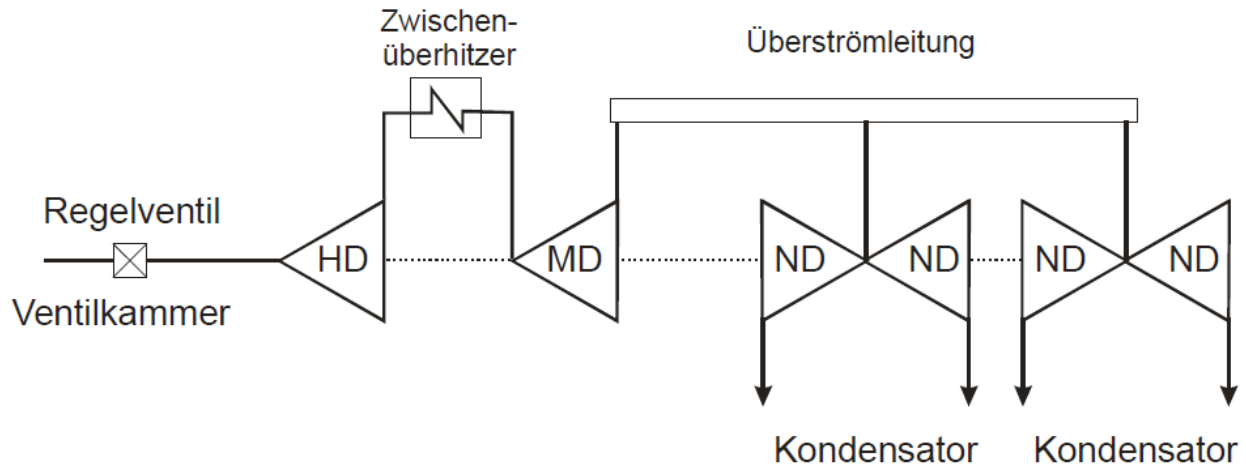 Zwischen-
überhitzer
Überströmleitung
Regelventil
Ventilkammer
HD
MD
ND
ND
ND
ND
Kondensator
Kondensator